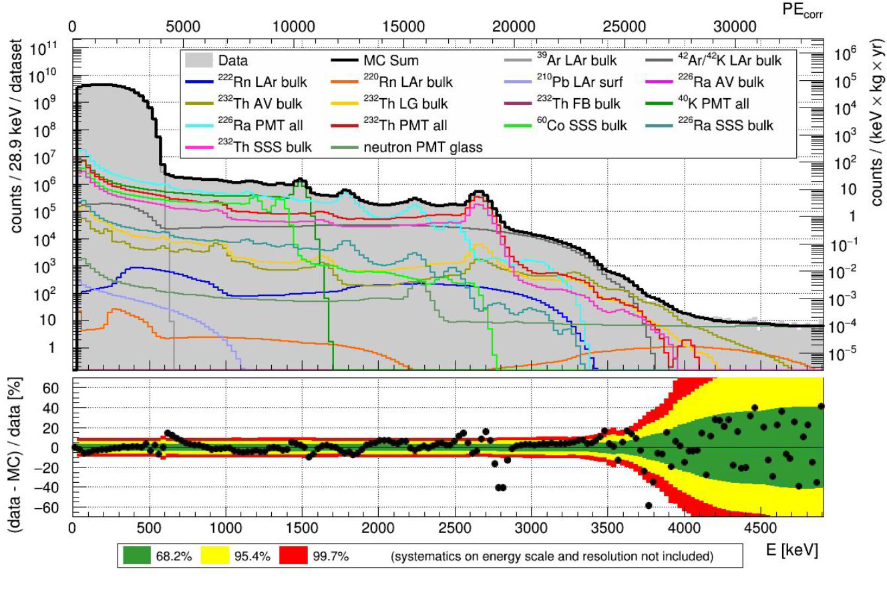 PE_corr
0 5000 10000 15000 20000 25000 30000
counts / 28.9 keV / dataset
10^11
10^10
10^9
10^8
10^7
10^6
10^5
10^4
10^3
10^2
10
1
Data MC Sum ^39Ar LAr bulk ^42Ar/^42K LAr bulk
^222Rn LAr bulk ^220Rn LAr bulk ^210Pb LAr surf ^226Ra AV bulk
^232Th AV bulk ^232Th LG bulk ^232Th FB bulk ^40K PMT all
^226Ra PMT all ^232Th PMT all ^60Co SSS bulk ^226Ra SSS bulk
^232Th SSS bulk neutron PMT glass
counts / (keV × kg × yr)
10^6
10^5
10^4
10^3
10^2
10
1
10^-1
10^-2
10^-3
10^-4
10^-5
(data - MC) / data [%]
60
40
20
0
-20
-40
-60
0 500 1000 1500 2000 2500 3000 3500 4000 4500
E [keV]
68.2% 95.4% 99.7% (systematics on energy scale and resolution not included)